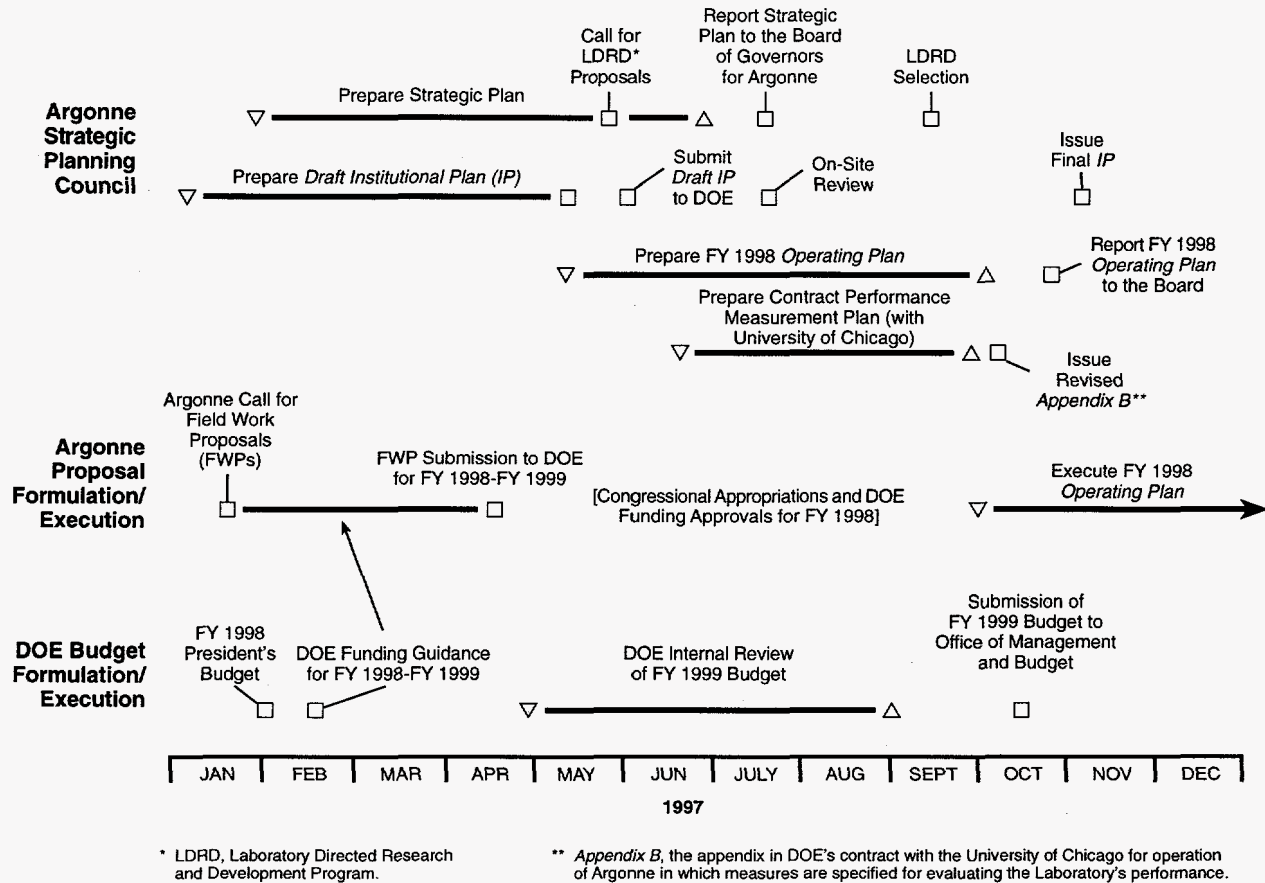 Argonne
Strategic
Planning
Council
Prepare Strategic Plan
Call for
LDRD*
Proposals
Report Strategic
Plan to the Board
of Governors
for Argonne
LDRD
Selection
Prepare Draft Institutional Plan (IP)
Submit
Draft IP
to DOE
On-Site
Review
Issue
Final IP
Prepare FY 1998 Operating Plan
Report FY 1998
Operating Plan
to the Board
Prepare Contract Performance
Measurement Plan (with
University of Chicago)
Issue
Revised
Appendix B**
Argonne
Proposal
Formulation/
Execution
Argonne Call for
Field Work
Proposals
(FWPs)
FWP Submission to DOE
for FY 1998-FY 1999
[Congressional Appropriations and DOE
Funding Approvals for FY 1998]
Execute FY 1998
Operating Plan
DOE Budget
Formulation/
Execution
FY 1998
President's
Budget
DOE Funding Guidance
for FY 1998-FY 1999
DOE Internal Review
of FY 1999 Budget
Submission of
FY 1999 Budget to
Office of Management
and Budget
JAN FEB MAR APR MAY JUN JULY AUG SEPT OCT NOV DEC
1997
* LDRD, Laboratory Directed Research
and Development Program.
** Appendix B, the appendix in DOE's contract with the University of Chicago for operation
of Argonne in which measures are specified for evaluating the Laboratory's performance.